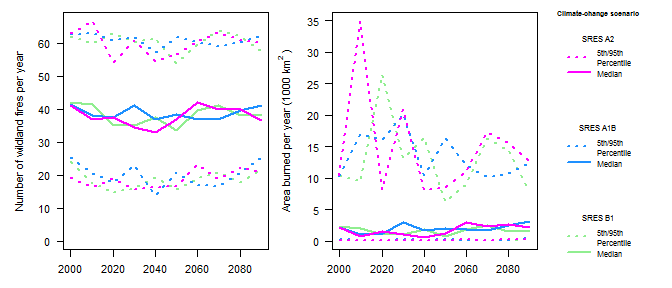 Number of wildland fires per year
60
50
40
30
20
10
0
2000 2020 2040 2060 2080
Area burned per year (1000 km²)
35
30
25
20
15
10
5
0
2000 2020 2040 2060 2080
Climate-change scenario
SRES A2
5th/95th
Percentile
Median
SRES A1B
5th/95th
Percentile
Median
SRES B1
5th/95th
Percentile
Median